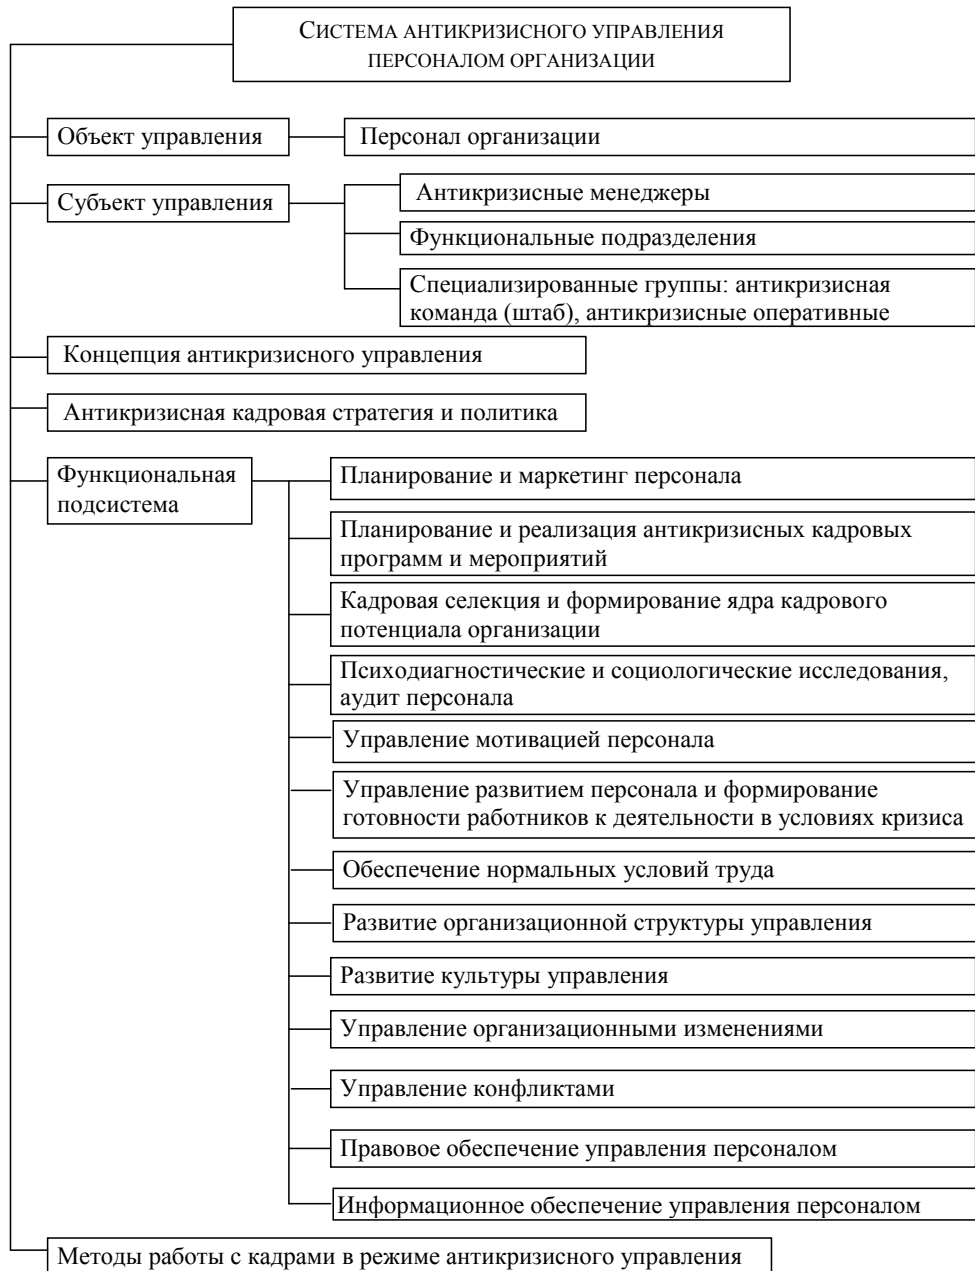 СИСТЕМА АНТИКРИЗИСНОГО УПРАВЛЕНИЯ
ПЕРСОНАЛОМ ОРГАНИЗАЦИИ
Объект управления
Персонал организации
Субъект управления
Антикризисные менеджеры
Функциональные подразделения
Специализированные группы: антикризисная
команда (штаб), антикризисные оперативные
Концепция антикризисного управления
Антикризисная кадровая стратегия и политика
Функциональная
подсистема
Планирование и маркетинг персонала
Планирование и реализация антикризисных кадровых
программ и мероприятий
Кадровая селекция и формирование ядра кадрового
потенциала организации
Психодиагностические и социологические исследования,
аудит персонала
Управление мотивацией персонала
Управление развитием персонала и формирование
готовности работников к деятельности в условиях кризиса
Обеспечение нормальных условий труда
Развитие организационной структуры управления
Развитие культуры управления
Управление организационными изменениями
Управление конфликтами
Правовое обеспечение управления персоналом
Информационное обеспечение управления персоналом
Методы работы с кадрами в режиме антикризисного управления